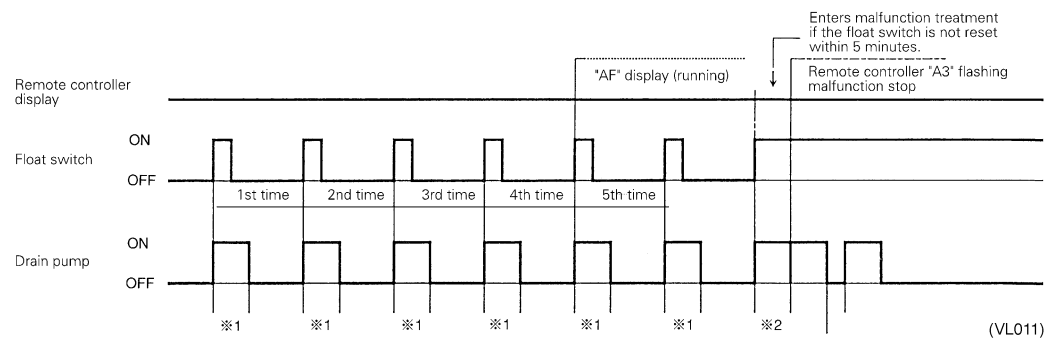 Enters malfunction treatment
if the float switch is not reset
within 5 minutes.
"AF" display (running)
Remote controller "A3" flashing
malfunction stop
Remote controller
display
ON
Float switch
OFF
1st time
2nd time
3rd time
4th time
5th time
ON
Drain pump
OFF
※1
※1
※1
※1
※1
※1
※2
(VL011)